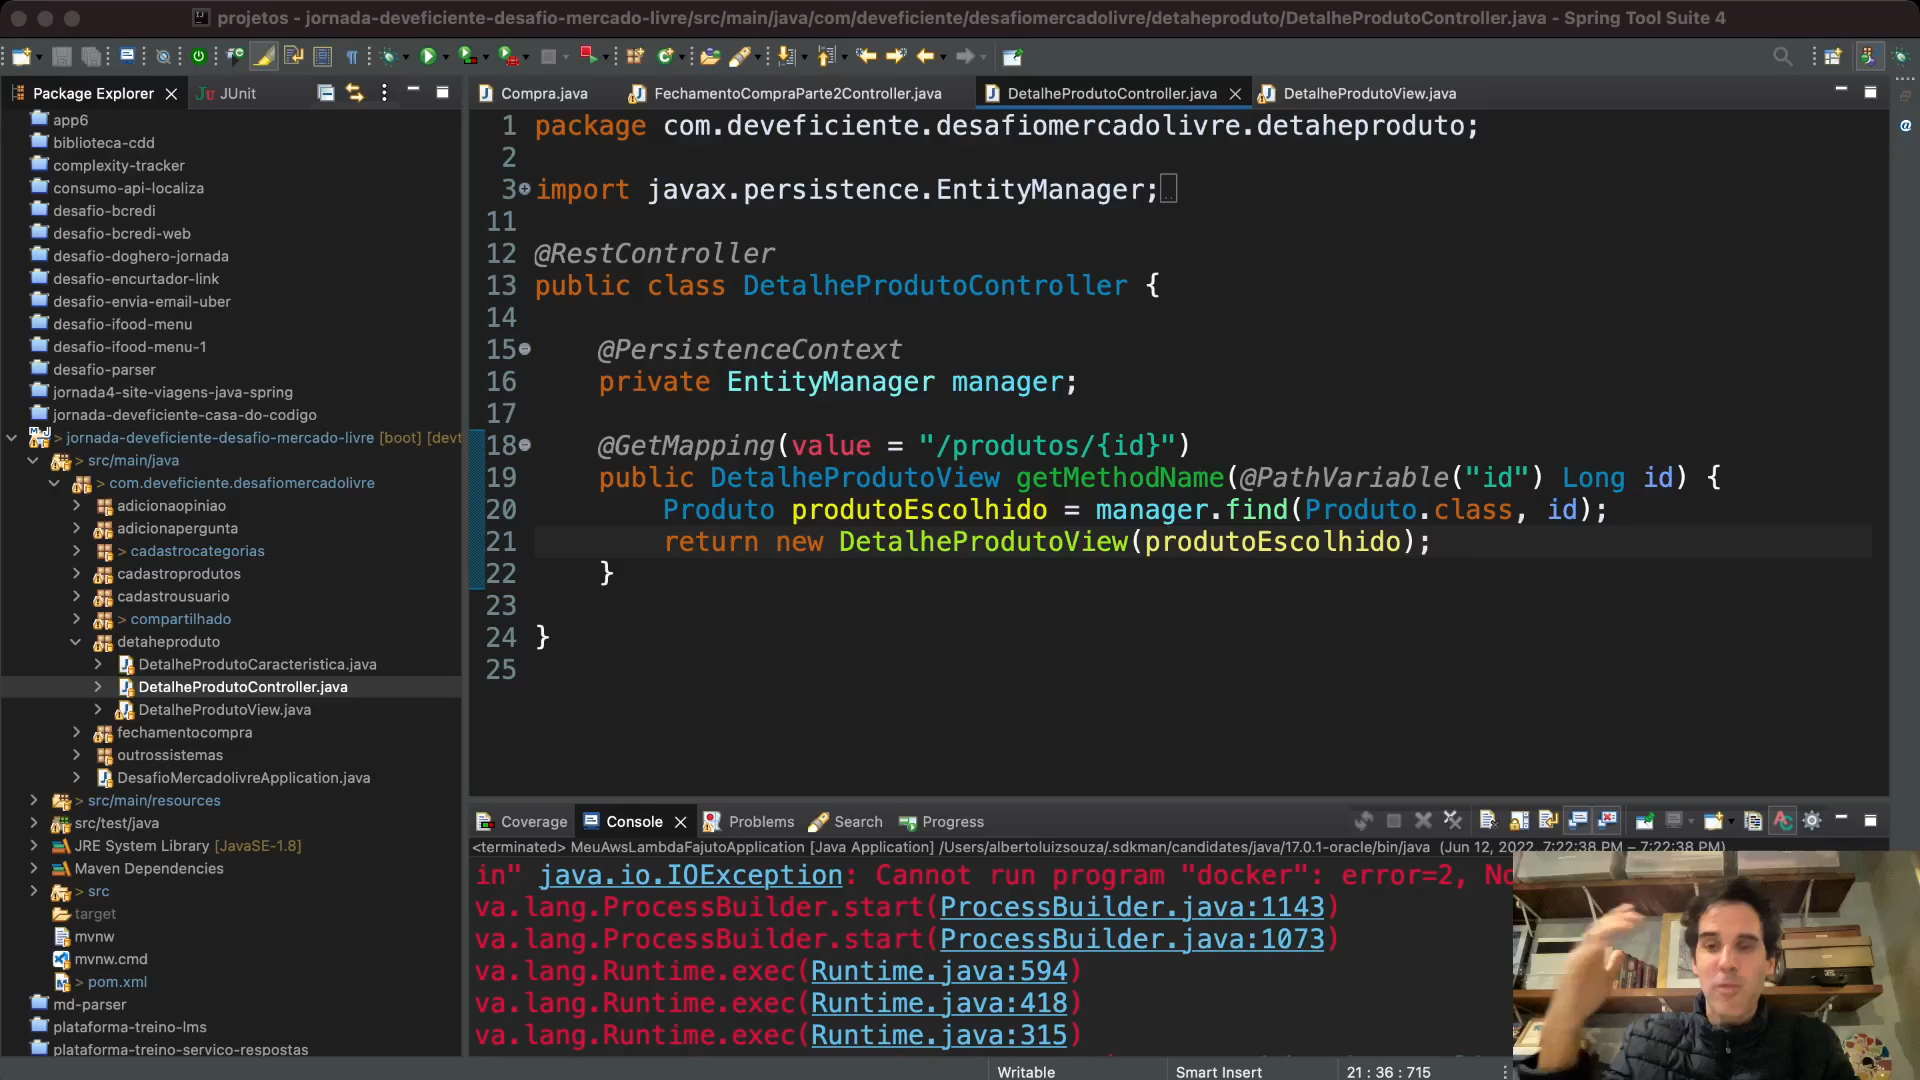 projetos - jornada-deveficiente-desafio-mercado-livre/src/main/java/com/deveficiente/desafiomercadolivre/detaheproduto/DetalheProdutoController.java - Spring Tool Suite 4
Package Explorer
JUnit
app6
biblioteca-cdd
complexity-tracker
consumo-api-localiza
desafio-bcredi
desafio-bcredi-web
desafio-doghero-jornada
desafio-encurtador-link
desafio-envia-email-uber
desafio-ifood-menu
desafio-ifood-menu-1
desafio-parser
jornada4-site-viagens-java-spring
jornada-deveficiente-casa-do-codigo
> jornada-deveficiente-desafio-mercado-livre [boot] [devt
> src/main/java
> com.deveficiente.desafiomercadolivre
adicionaopiniao
adicionapergunta
> cadastrocategorias
cadastroprodutos
cadastrousuario
> compartilhado
detaheproduto
DetalheProdutoCaracteristica.java
DetalheProdutoController.java
DetalheProdutoView.java
fechamentocompra
outrossistemas
DesafioMercadolivreApplication.java
> src/main/resources
src/test/java
JRE System Library [JavaSE-1.8]
Maven Dependencies
> src
target
mvnw
mvnw.cmd
> pom.xml
md-parser
plataforma-treino-lms
plataforma-treino-servico-respostas
Compra.java
FechamentoCompraParte2Controller.java
DetalheProdutoController.java
DetalheProdutoView.java
1 package com.deveficiente.desafiomercadolivre.detaheproduto;
2
3 import javax.persistence.EntityManager;
11
12 @RestController
13 public class DetalheProdutoController {
14
15 @PersistenceContext
16 private EntityManager manager;
17
18 @GetMapping(value = "/produtos/{id}")
19 public DetalheProdutoView getMethodName(@PathVariable("id") Long id) {
20 Produto produtoEscolhido = manager.find(Produto.class, id);
21 return new DetalheProdutoView(produtoEscolhido);
22 }
23
24 }
25
Coverage
Console
Problems
Search
Progress
<terminated> MeuAwsLambdaFajutoApplication [Java Application] /Users/albertoluizsouza/.sdkman/candidates/java/17.0.1-oracle/bin/java (Jun 12, 2022, 7:22:38 PM – 7:22:38 PM)
in" java.io.IOException: Cannot run program "docker": error=2, No
va.lang.ProcessBuilder.start(ProcessBuilder.java:1143)
va.lang.ProcessBuilder.start(ProcessBuilder.java:1073)
va.lang.Runtime.exec(Runtime.java:594)
va.lang.Runtime.exec(Runtime.java:418)
va.lang.Runtime.exec(Runtime.java:315)
Writable
Smart Insert
21 : 36 : 715